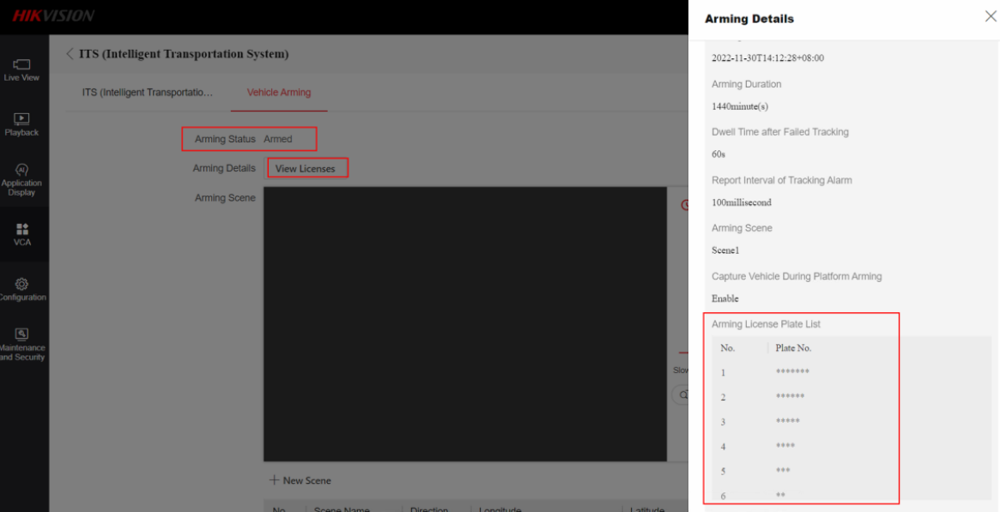 HIKVISION
Live View
Playback
Application
Display
VCA
Configuration
Maintenance
and Security
ITS (Intelligent Transportation System)
ITS (Intelligent Transportatio... Vehicle Arming
Arming Status Armed
Arming Details View Licenses
Arming Scene
Slow
+ New Scene
No. Scene Name Direction Longitude Latitude
Arming Details
2022-11-30T14:12:28+08:00
Arming Duration
1440minute(s)
Dwell Time after Failed Tracking
60s
Report Interval of Tracking Alarm
100millisecond
Arming Scene
Scene1
Capture Vehicle During Platform Arming
Enable
Arming License Plate List
No. Plate No.
1 *******
2 ******
3 *****
4 ****
5 ***
6 **